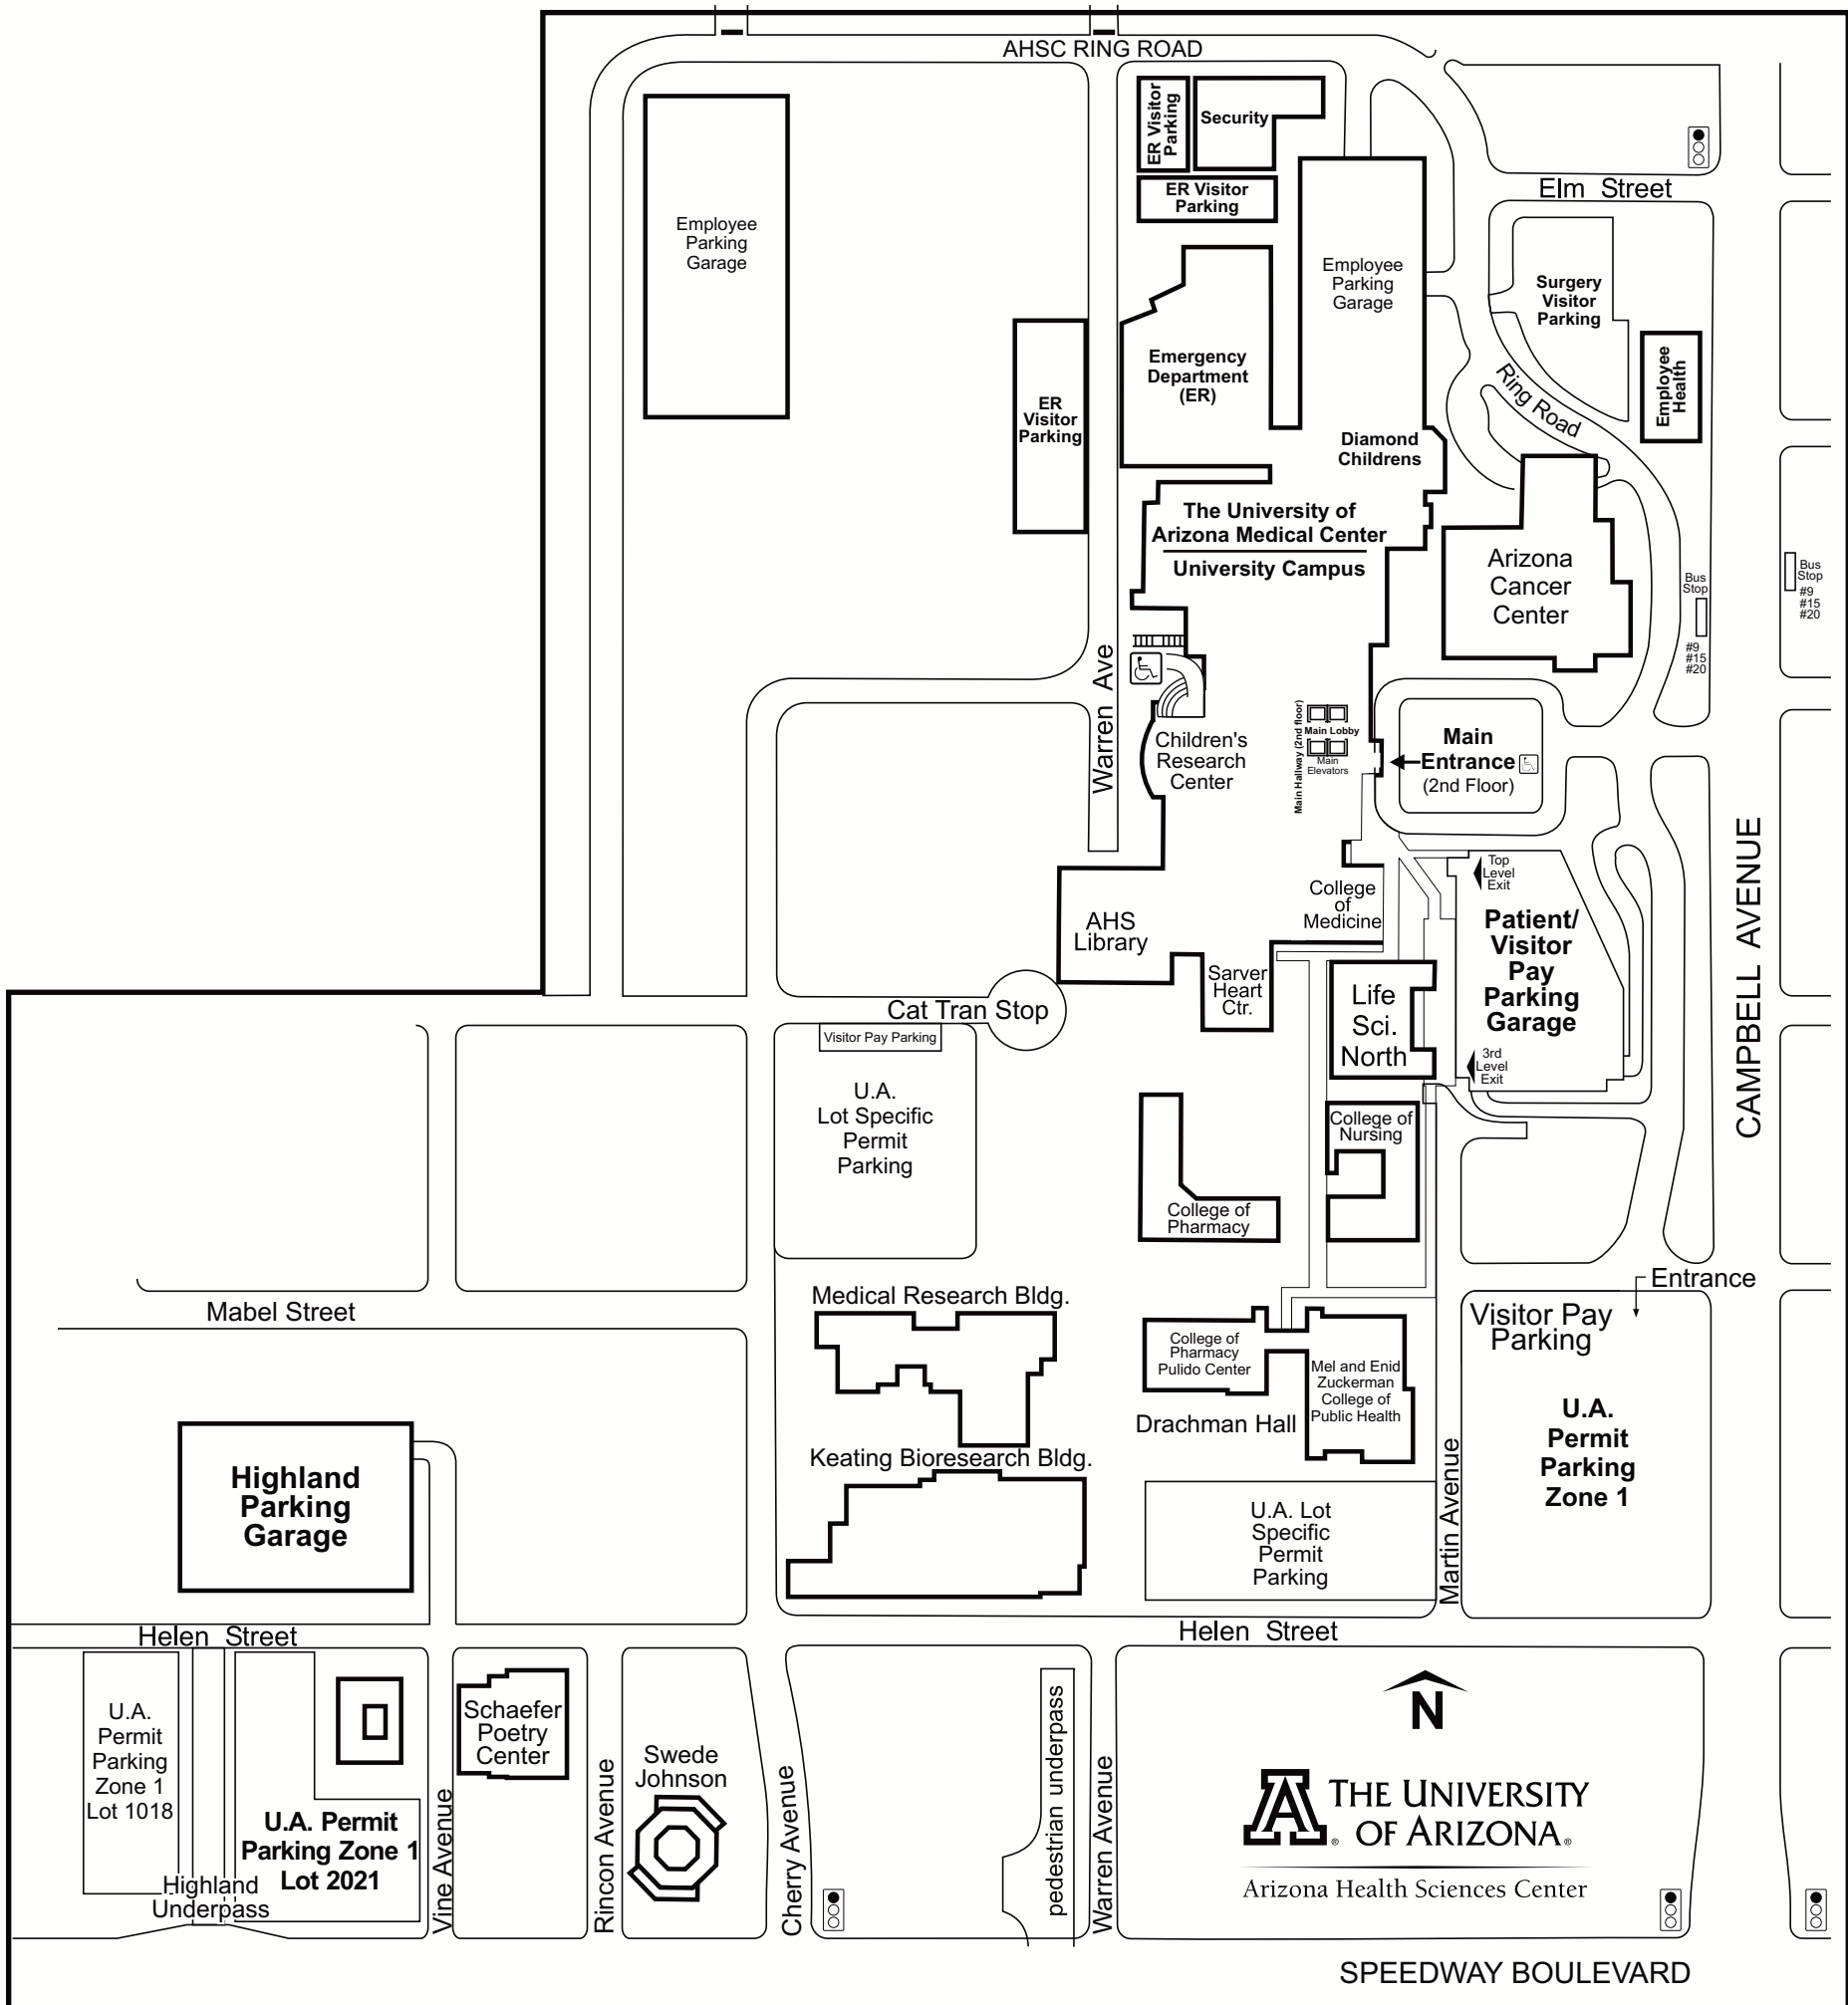 AHSC RING ROAD
ER Visitor
Parking
Security
ER Visitor
Parking
Elm Street
Employee
Parking
Garage
Employee
Parking
Garage
Surgery
Visitor
Parking
Emergency
Department
(ER)
Employee
Health
Ring Road
ER
Visitor
Parking
Diamond
Childrens
The University of
Arizona Medical Center
University Campus
Arizona
Cancer
Center
Bus
Stop
#9
#15
#20
Bus
Stop
#9
#15
#20
Warren Ave
Children's
Research
Center
Main Hallway (2nd floor)
Main Lobby
Main
Elevators
Main
Entrance
(2nd Floor)
CAMPBELL AVENUE
Top
Level
Exit
College
of
Medicine
AHS
Library
Patient/
Visitor
Pay
Parking
Garage
Sarver
Heart
Ctr.
Life
Sci.
North
Cat Tran Stop
Visitor Pay Parking
3rd
Level
Exit
U.A.
Lot Specific
Permit
Parking
College of
Nursing
College of
Pharmacy
Entrance
Mabel Street
Medical Research Bldg.
Visitor Pay
Parking
College of
Pharmacy
Pulido Center
Mel and Enid
Zuckerman
College of
Public Health
Drachman Hall
U.A.
Permit
Parking
Zone 1
Keating Bioresearch Bldg.
Highland
Parking
Garage
U.A. Lot
Specific
Permit
Parking
Martin Avenue
Helen Street
Helen Street
U.A.
Permit
Parking
Zone 1
Lot 1018
Schaefer
Poetry
Center
Swede
Johnson
U.A. Permit
Parking Zone 1
Lot 2021
Highland
Underpass
Vine Avenue
Rincon Avenue
Cherry Avenue
pedestrian underpass
Warren Avenue
N
A
THE UNIVERSITY
® OF ARIZONA®
Arizona Health Sciences Center
SPEEDWAY BOULEVARD